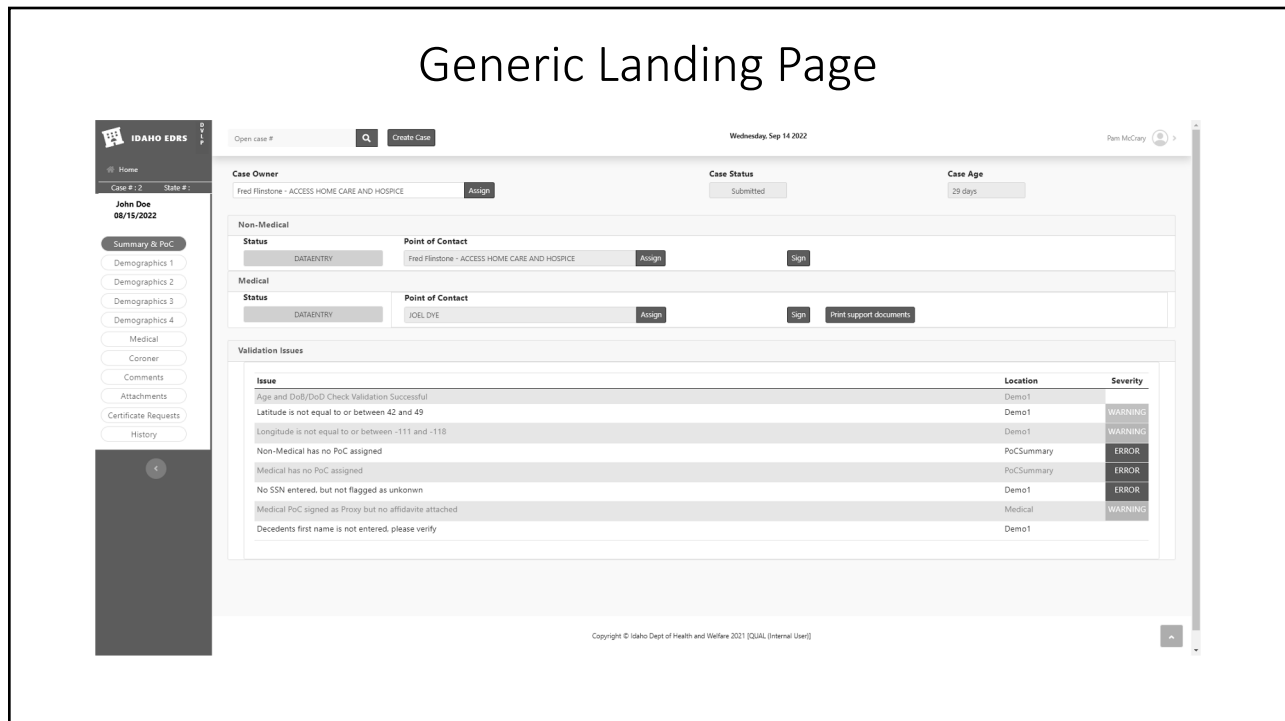 Generic Landing Page
IDAHO EDRS
DVLP
Open case #
Create Case
Wednesday, Sep 14 2022
Pam McCrary
Home
Case # : 2 State # :
John Doe
08/15/2022
Summary & PoC
Demographics 1
Demographics 2
Demographics 3
Demographics 4
Medical
Coroner
Comments
Attachments
Certificate Requests
History
Case Owner
Fred Flinstone - ACCESS HOME CARE AND HOSPICE
Assign
Case Status
Submitted
Case Age
29 days
Non-Medical
Status Point of Contact
DATAENTRY Fred Flinstone - ACCESS HOME CARE AND HOSPICE Assign Sign
Medical
Status Point of Contact
DATAENTRY JOEL DYE Assign Sign Print support documents
Validation Issues
Issue Location Severity
Age and DoB/DoD Check Validation Successful Demo1
Latitude is not equal to or between 42 and 49 Demo1 WARNING
Longitude is not equal to or between -111 and -118 Demo1 WARNING
Non-Medical has no PoC assigned PoCSummary ERROR
Medical has no PoC assigned PoCSummary ERROR
No SSN entered, but not flagged as unkonwn Demo1 ERROR
Medical PoC signed as Proxy but no affidavite attached Medical WARNING
Decedents first name is not entered, please verify Demo1
Copyright © Idaho Dept of Health and Welfare 2021 [QUAL (Internal User)]